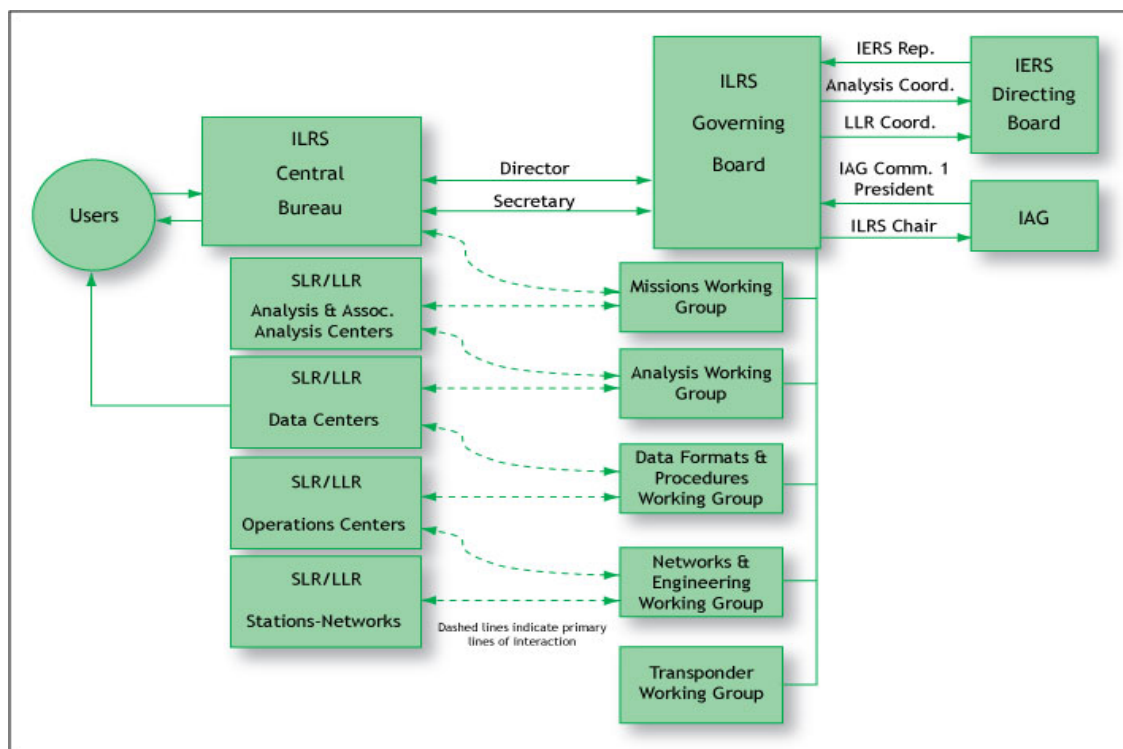 Users
ILRS
Central
Bureau
SLR/LLR
Analysis & Assoc.
Analysis Centers
SLR/LLR
Data Centers
SLR/LLR
Operations Centers
SLR/LLR
Stations-Networks
Director
Secretary
Dashed lines indicate primary
lines of interaction
ILRS
Governing
Board
Missions Working
Group
Analysis Working
Group
Data Formats &
Procedures
Working Group
Networks &
Engineering
Working Group
Transponder
Working Group
IERS Rep.
Analysis Coord.
LLR Coord.
IAG Comm. 1
President
ILRS Chair
IERS
Directing
Board
IAG